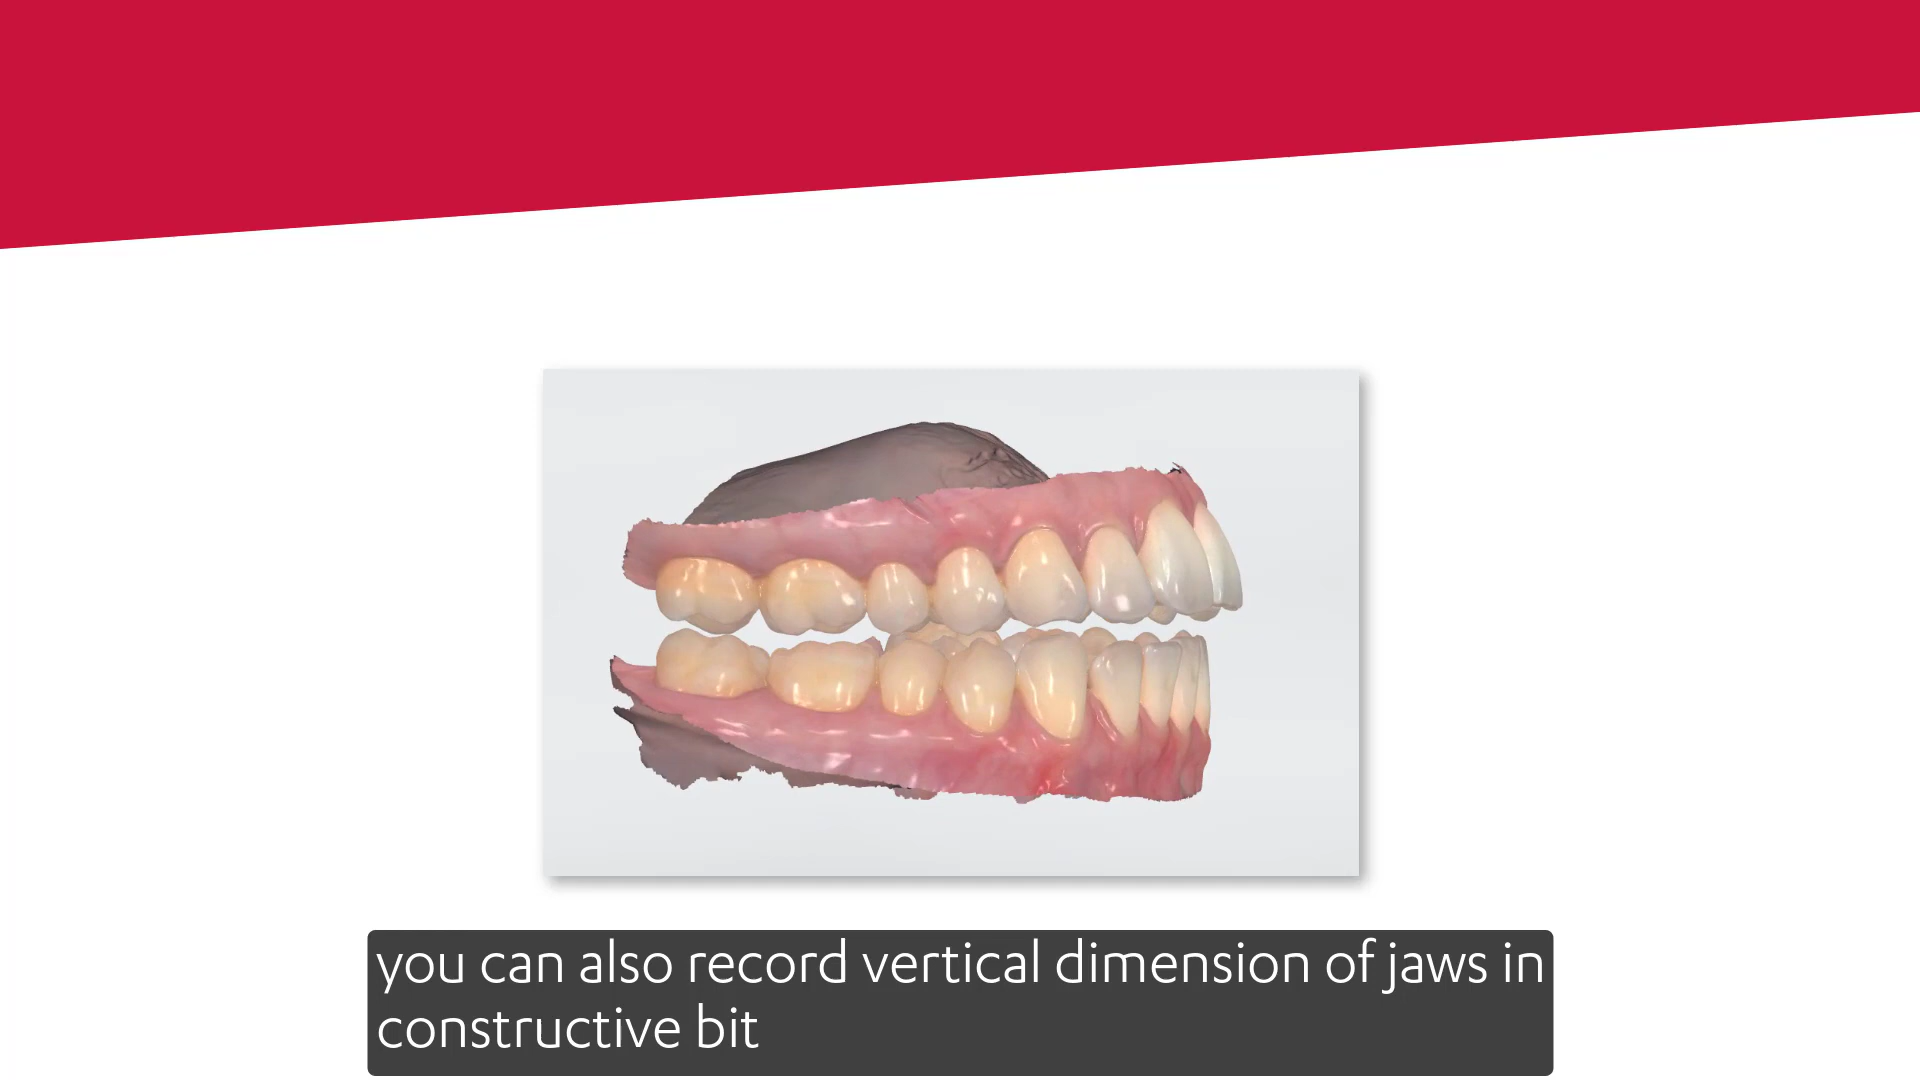 you can also record vertical dimension of jaws in
constructive bit